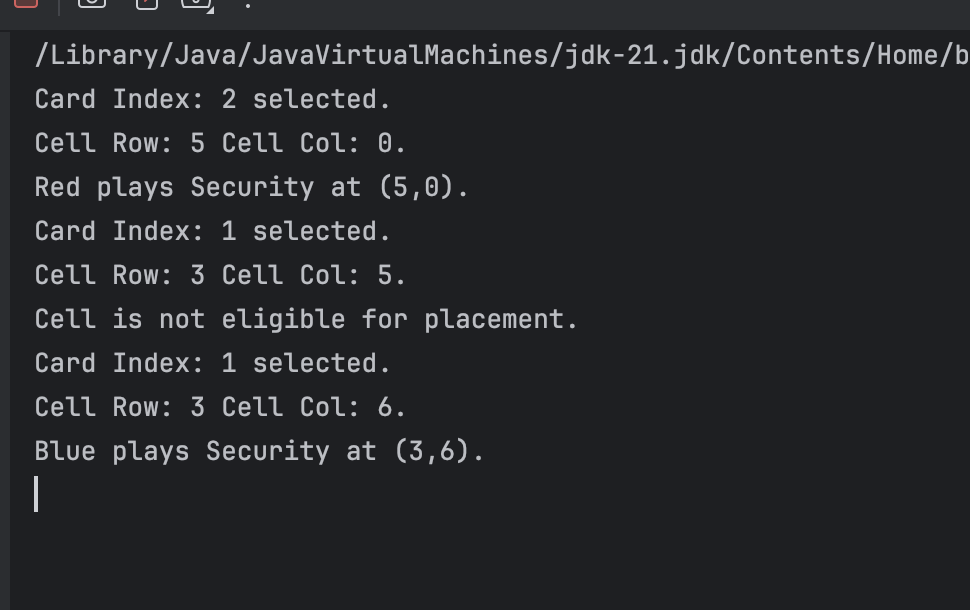 /Library/Java/JavaVirtualMachines/jdk-21.jdk/Contents/Home/b
Card Index: 2 selected.
Cell Row: 5 Cell Col: 0.
Red plays Security at (5,0).
Card Index: 1 selected.
Cell Row: 3 Cell Col: 5.
Cell is not eligible for placement.
Card Index: 1 selected.
Cell Row: 3 Cell Col: 6.
Blue plays Security at (3,6).